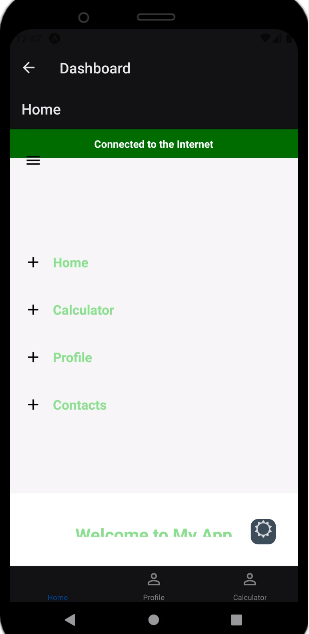 Dashboard
Home
Connected to the Internet
Home
Calculator
Profile
Contacts
Welcome to My App
Home
Profile
Calculator